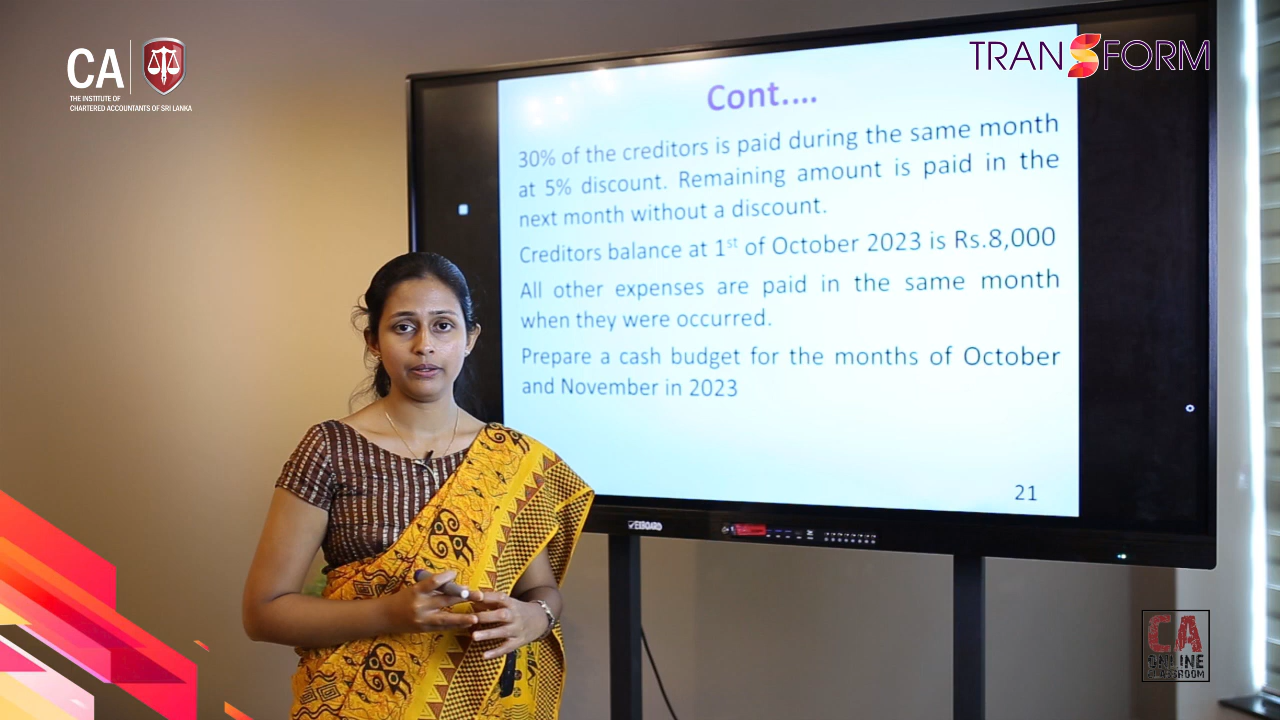 CA
THE INSTITUTE OF
CHARTERED ACCOUNTANTS OF SRI LANKA
TRANSFORM
Cont....
30% of the creditors is paid during the same month
at 5% discount. Remaining amount is paid in the
next month without a discount.
Creditors balance at 1st of October 2023 is Rs.8,000
All other expenses are paid in the same month
when they were occurred.
Prepare a cash budget for the months of October
and November in 2023
21
CA
ONLINE
CLASSROOM